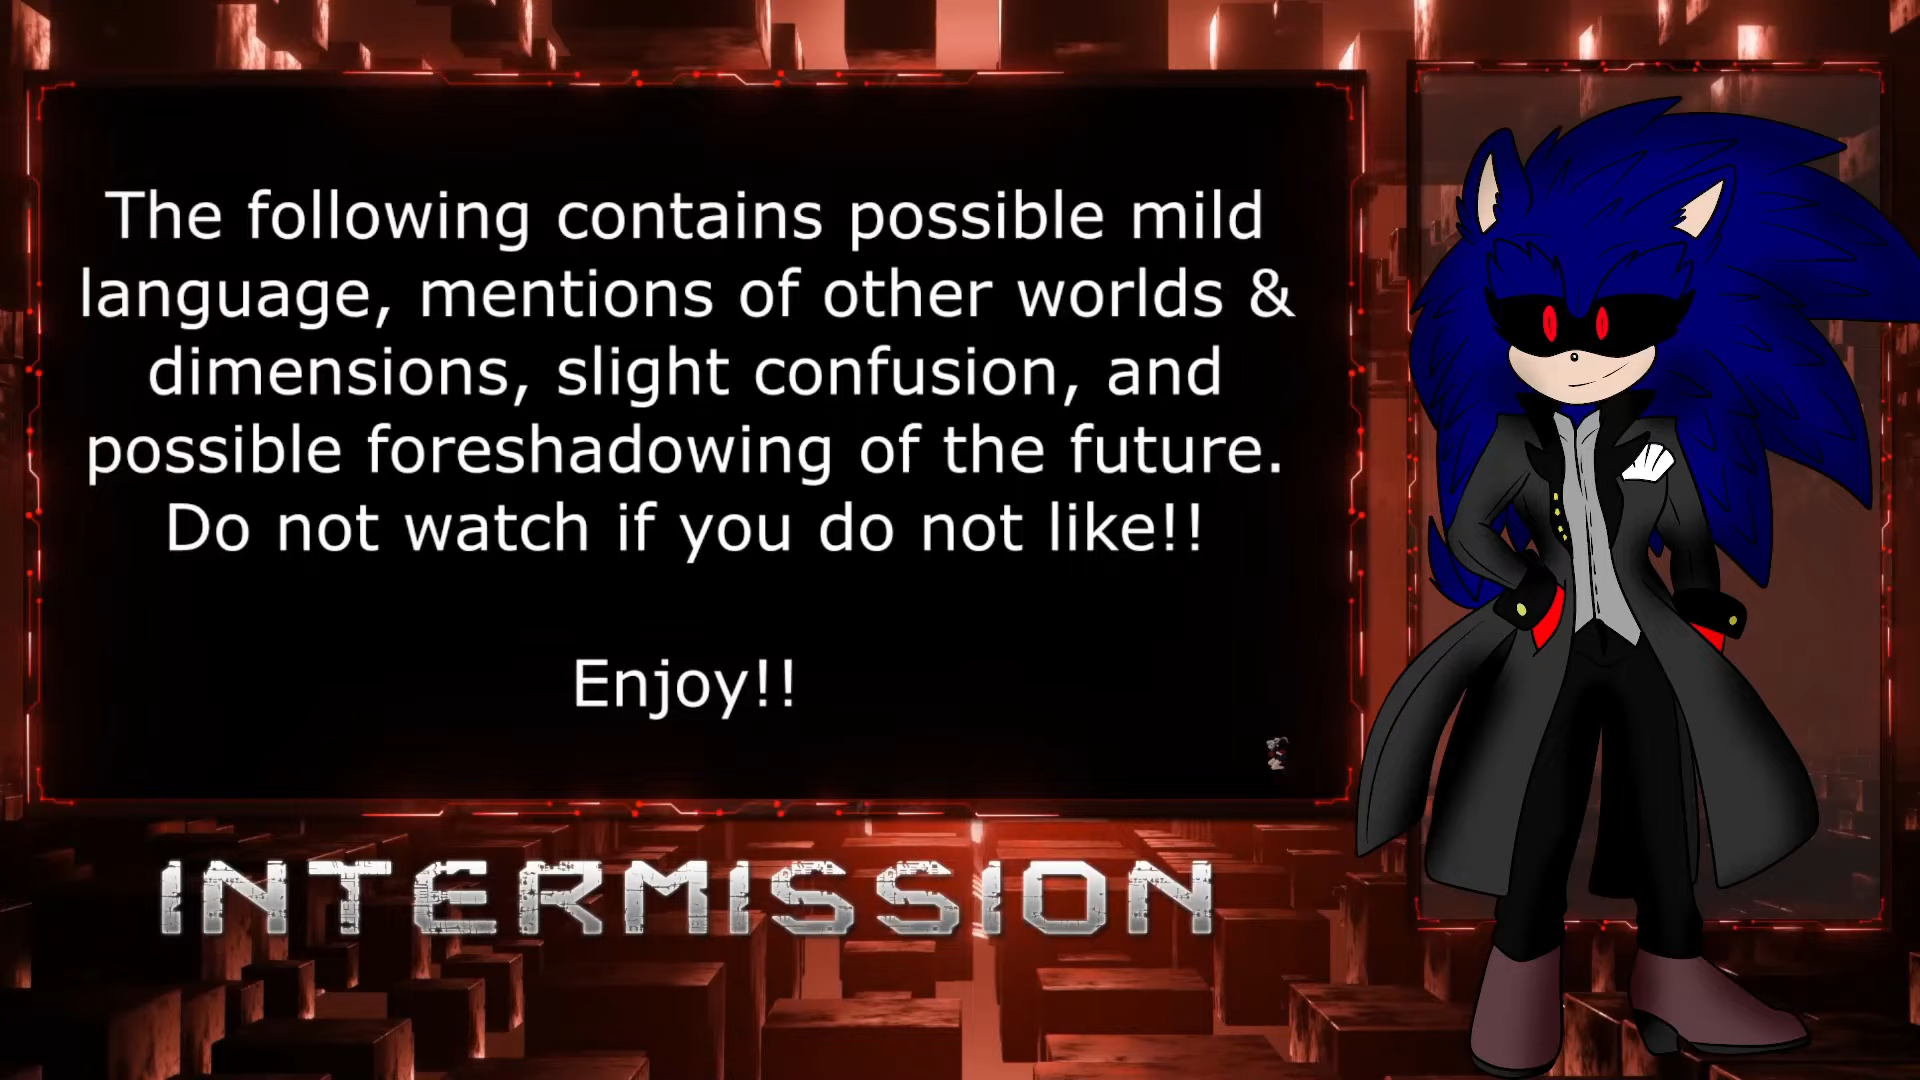 The following contains possible mild
language, mentions of other worlds &
dimensions, slight confusion, and
possible foreshadowing of the future.
Do not watch if you do not like!!
Enjoy!!
INTERMISSION